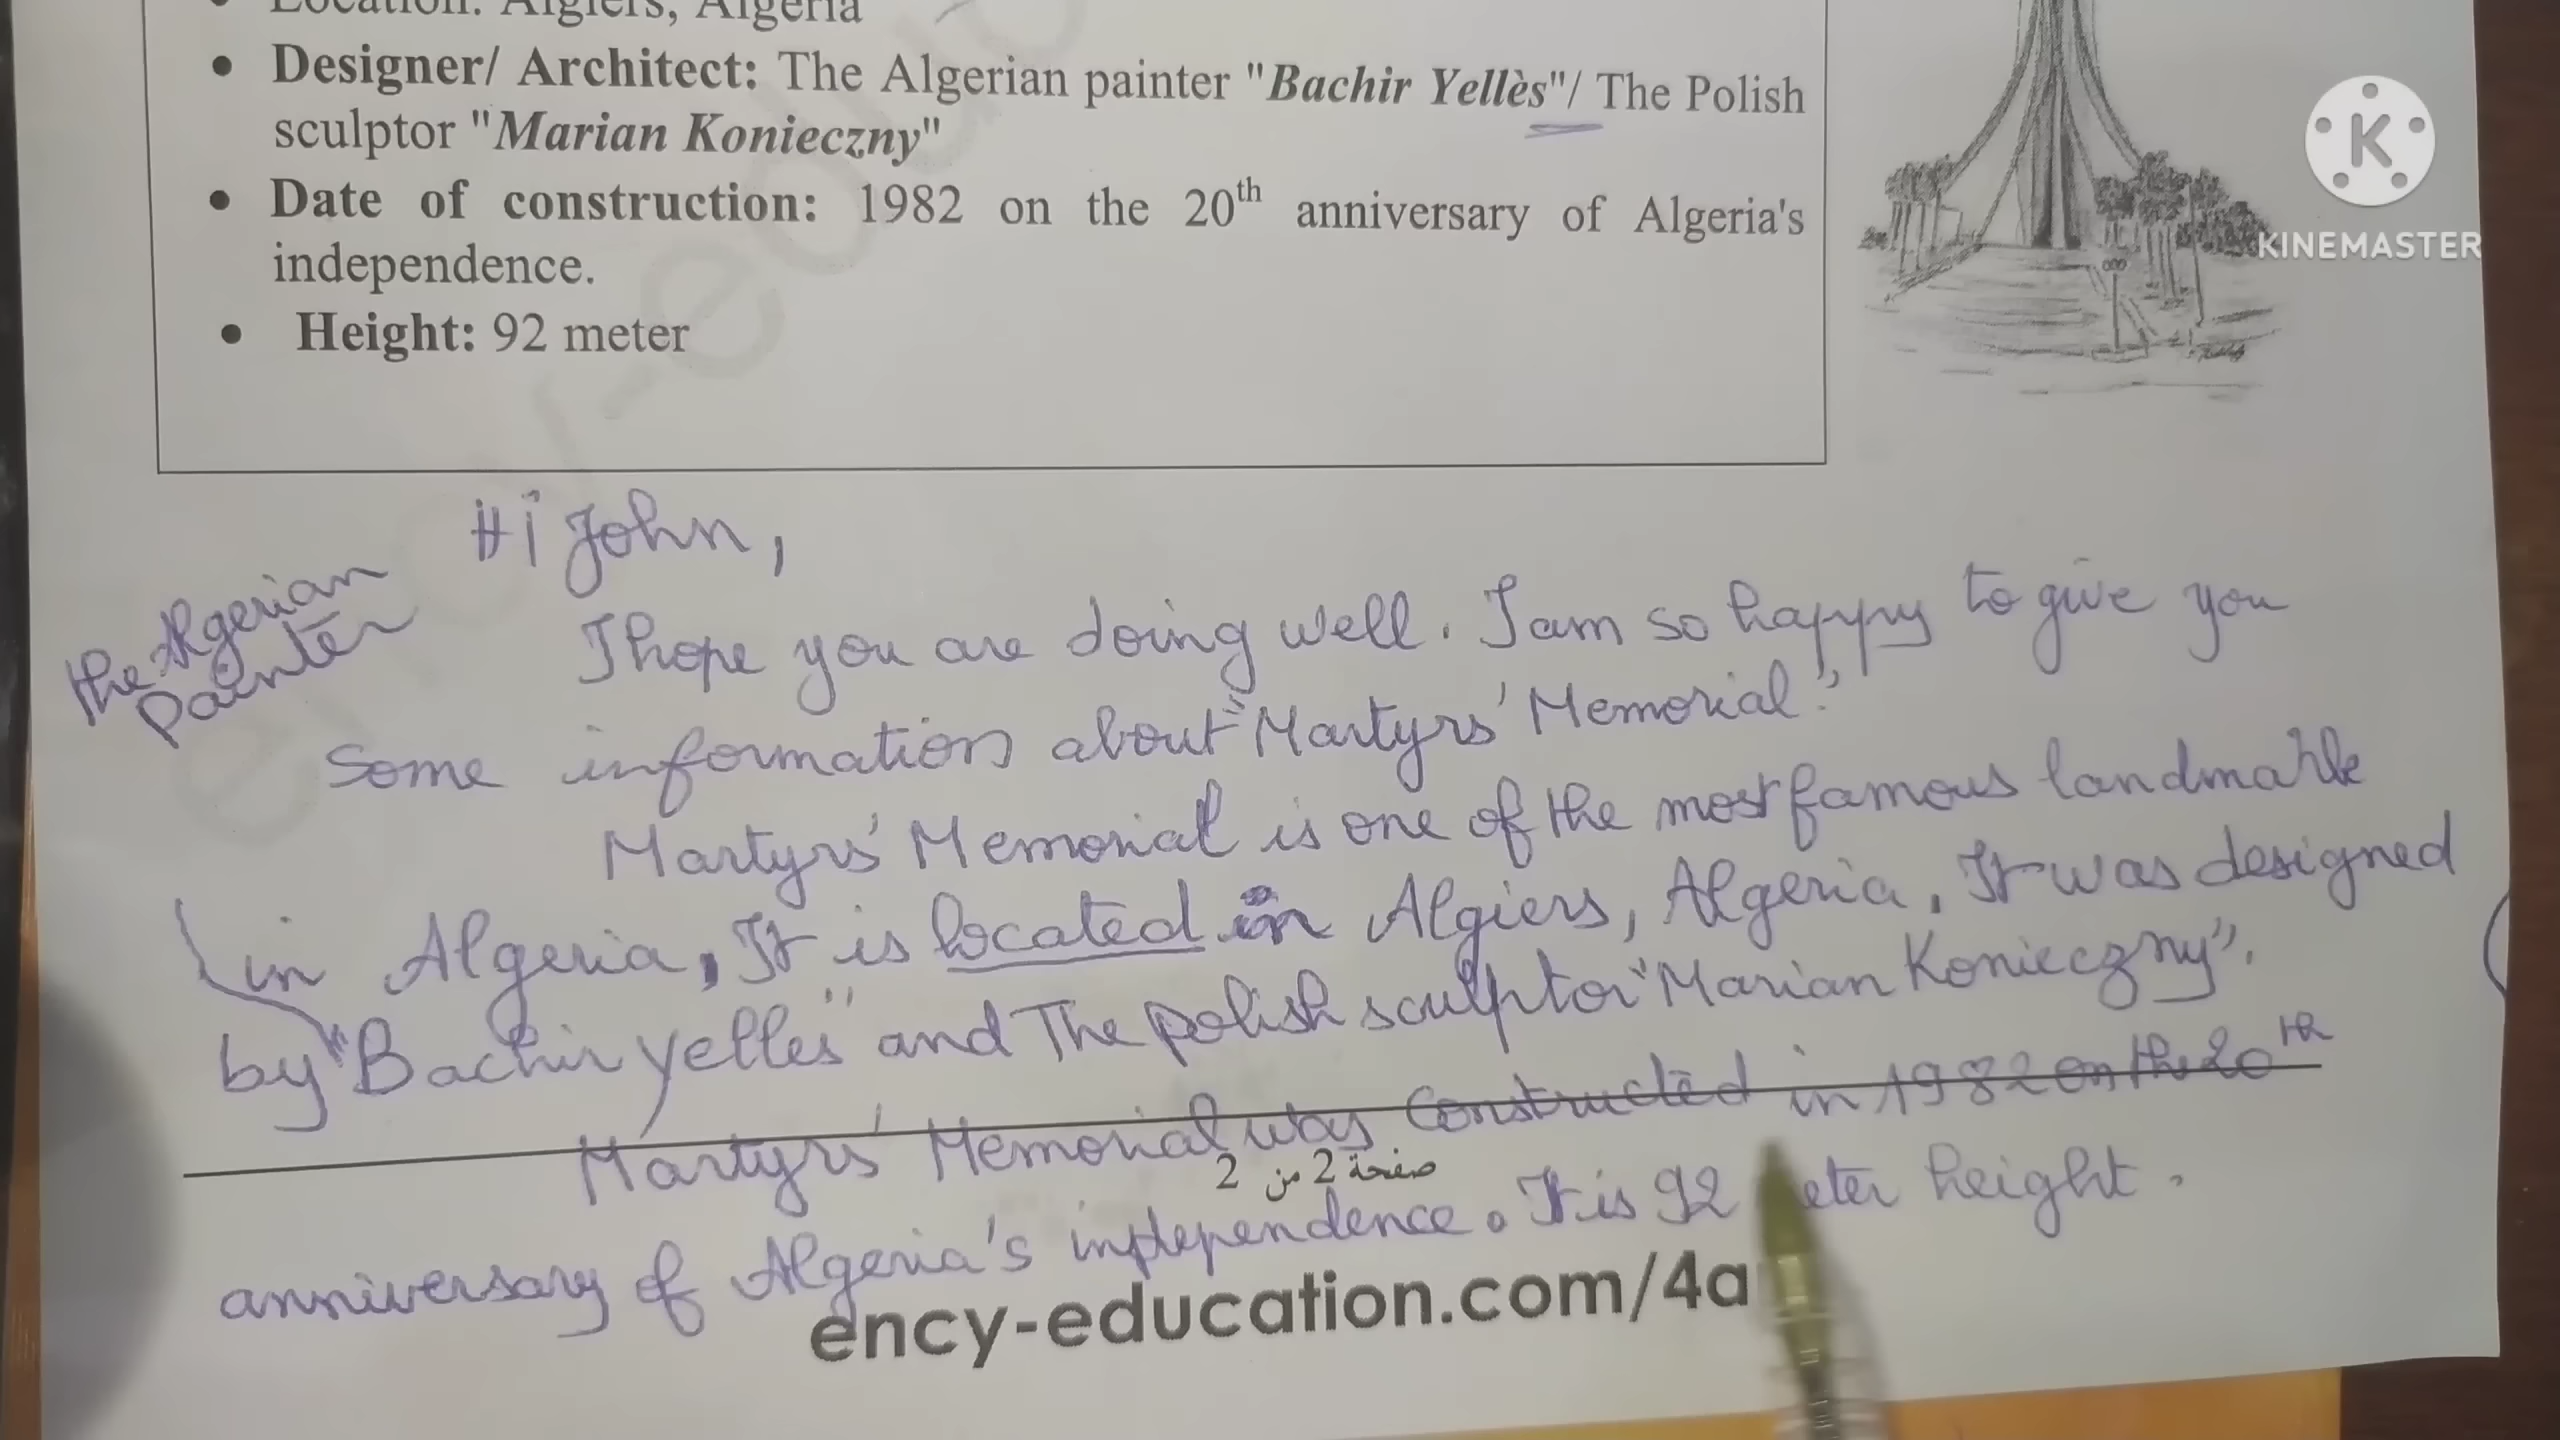 Location: Algiers, Algeria
• Designer/ Architect: The Algerian painter "Bachir Yellès"/ The Polish
sculptor "Marian Konieczny"
• Date of construction: 1982 on the 20th anniversary of Algeria's
independence.
• Height: 92 meter
KINEMASTER
Hi John,
I hope you are doing well. I am so happy to give you
some information about "Martyrs' Memorial".
the Algerian
painter
Martyrs' Memorial is one of the most famous landmark
in Algeria, It is located in Algiers, Algeria. It was designed
by "Bachir yelles" and The polish sculptor "Marian Konieczny".
Martyrs' Memorial was constructed in 1982 on the 20th
صفحة 2 من 2
anniversary of Algeria's independence. It is 92 height.
ency-education.com/4a